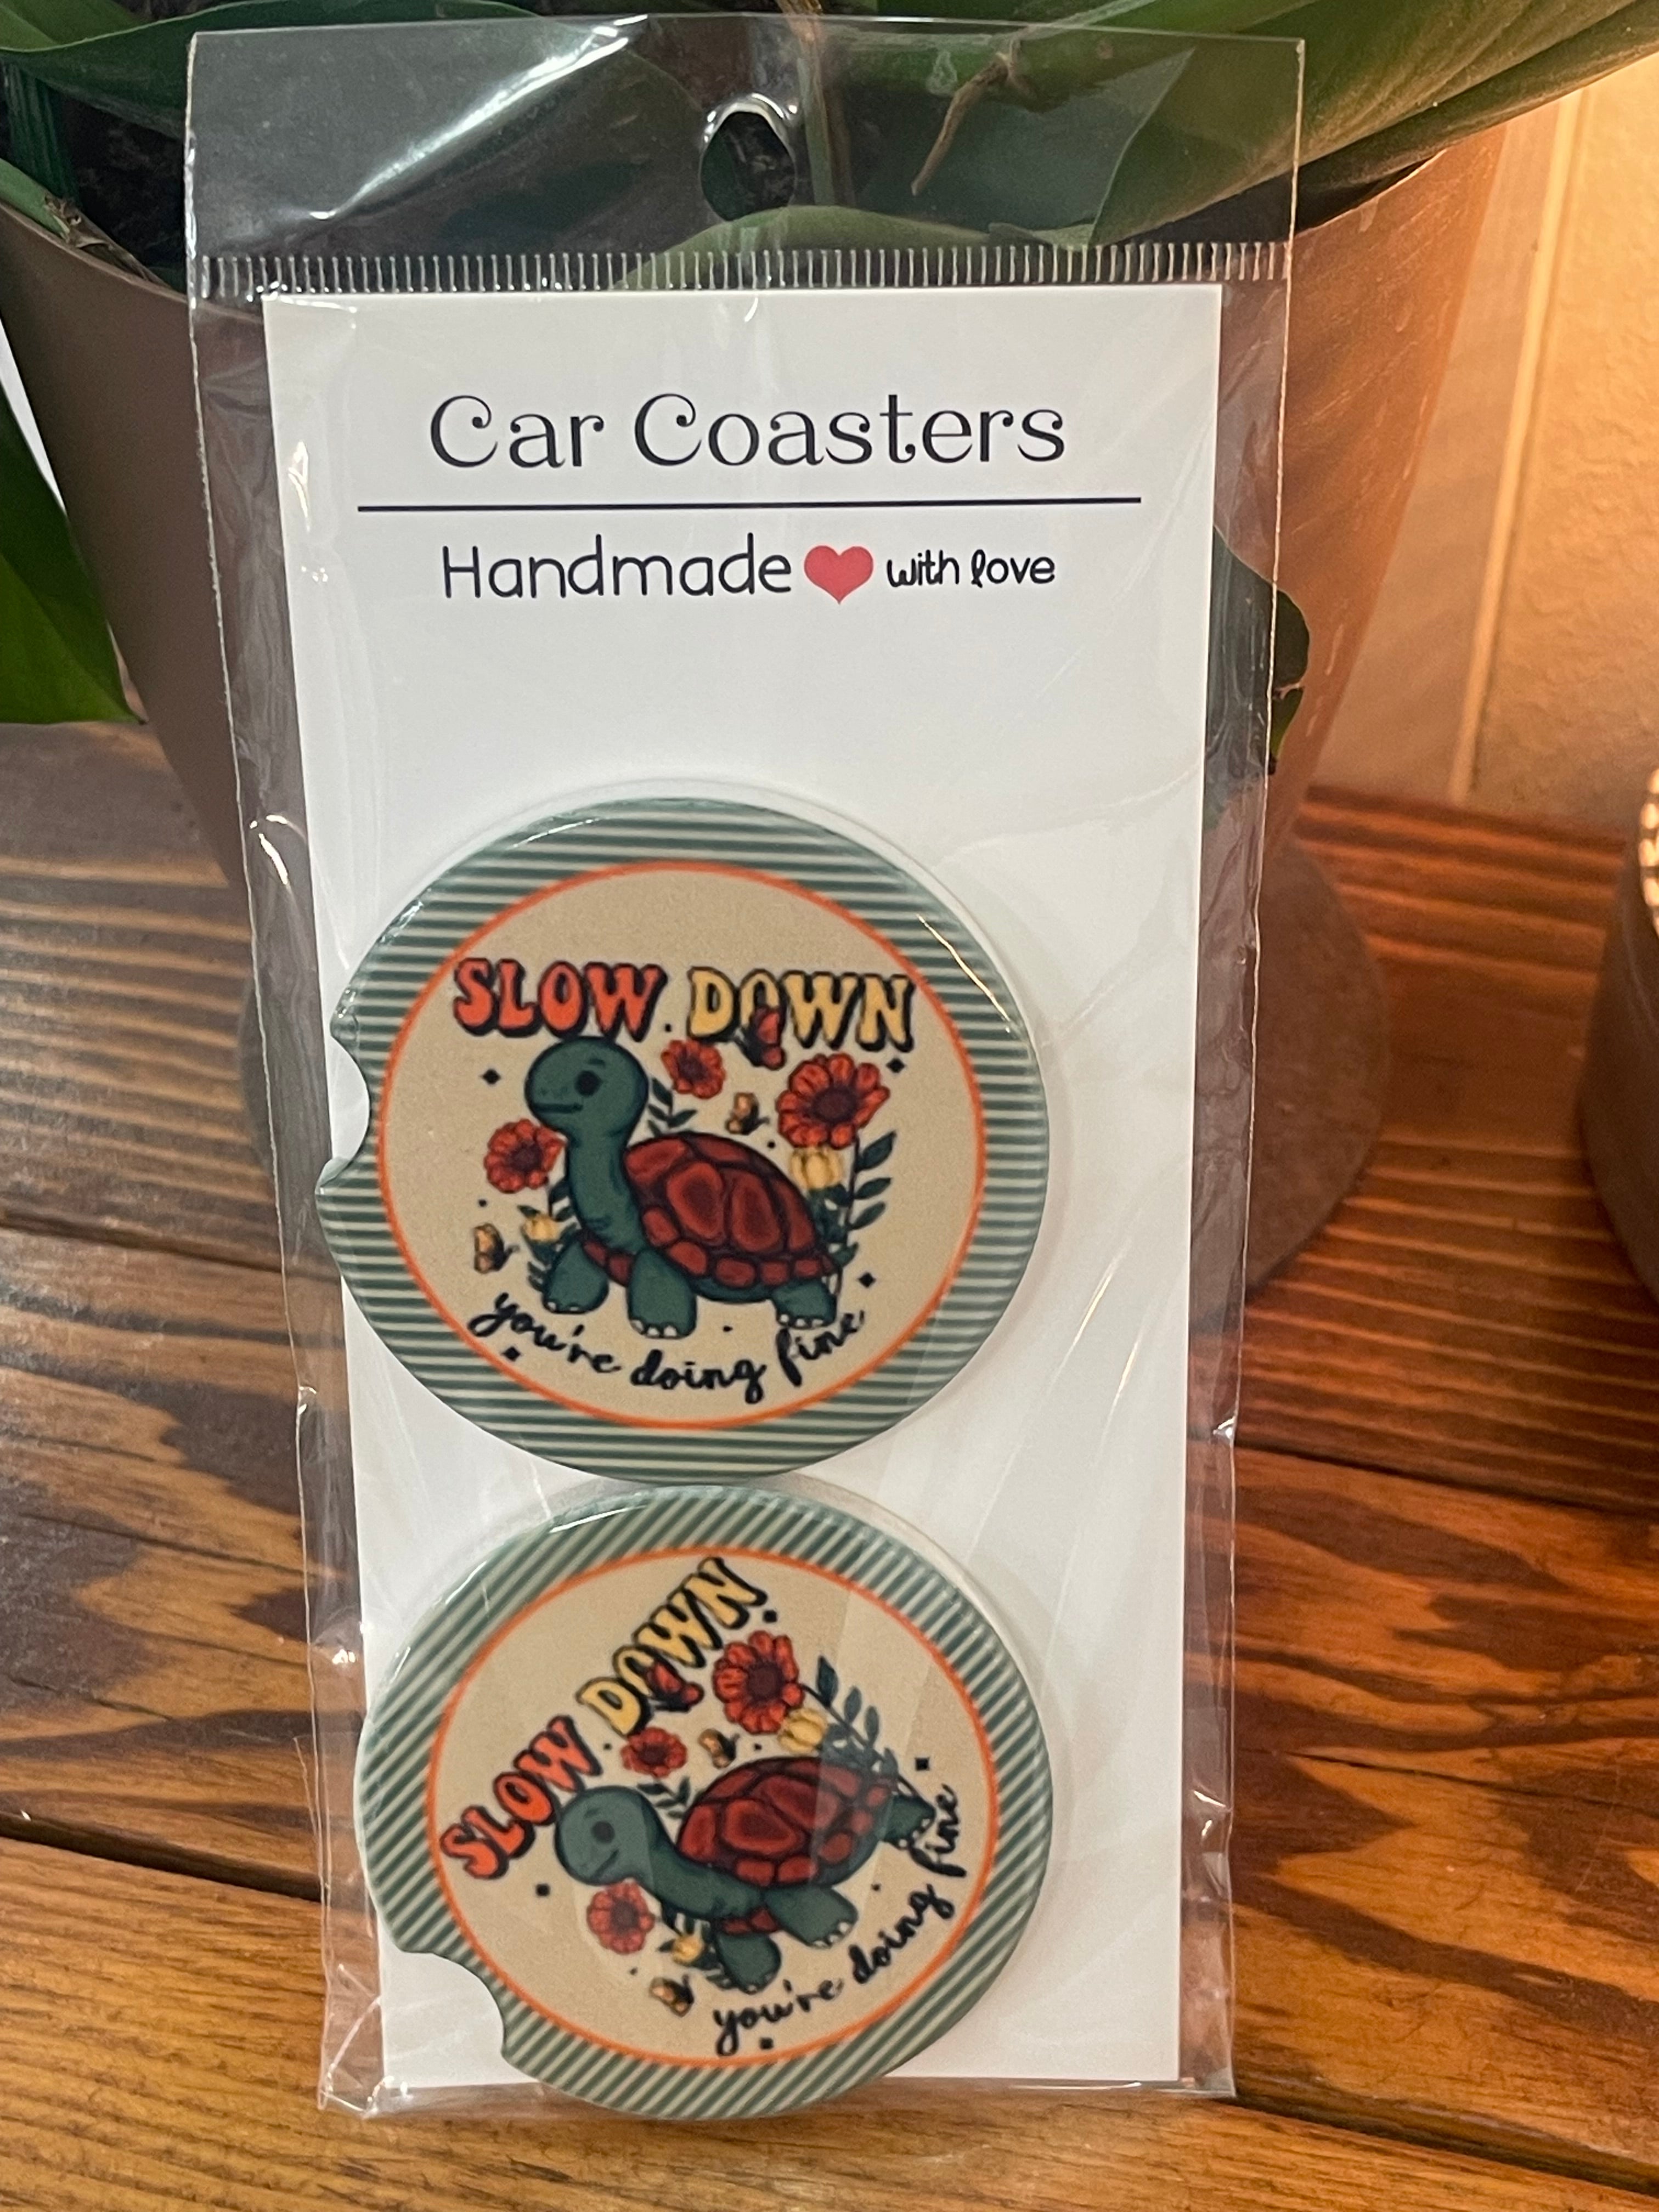 Car Coasters
Handmade with love
SLOW DOWN
you're doing fine
SLOW DOWN
you're doing fine